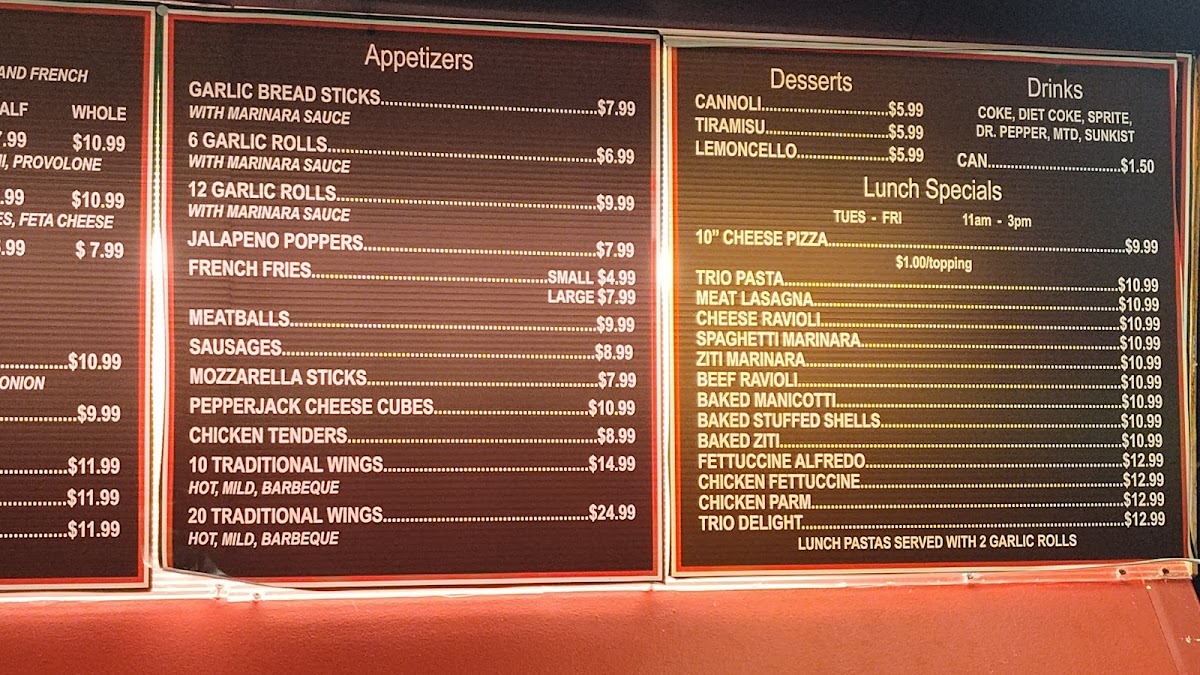 AND FRENCH
WHOLE
$10.99
PROVOLONE
$10.99
FETA CHEESE
$7.99
$10.99
ONION
$9.99
$11.99
$11.99
$11.99
Appetizers
GARLIC BREAD STICKS $7.99
WITH MARINARA SAUCE
6 GARLIC ROLLS $6.99
WITH MARINARA SAUCE
12 GARLIC ROLLS $9.99
WITH MARINARA SAUCE
JALAPENO POPPERS $7.99
FRENCH FRIES SMALL $4.99
LARGE $7.99
MEATBALLS $9.99
SAUSAGES $8.99
MOZZARELLA STICKS $7.99
PEPPERJACK CHEESE CUBES $10.99
CHICKEN TENDERS $8.99
10 TRADITIONAL WINGS $14.99
HOT, MILD, BARBEQUE
20 TRADITIONAL WINGS $24.99
HOT, MILD, BARBEQUE
Desserts
CANNOLI $5.99
TIRAMISU $5.99
LEMONCELLO $5.99
Drinks
COKE, DIET COKE, SPRITE,
DR. PEPPER, MTD, SUNKIST
CAN $1.50
Lunch Specials
TUES - FRI 11am - 3pm
10" CHEESE PIZZA $9.99
$1.00/topping
TRIO PASTA $10.99
MEAT LASAGNA $10.99
CHEESE RAVIOLI $10.99
SPAGHETTI MARINARA $10.99
ZITI MARINARA $10.99
BEEF RAVIOLI $10.99
BAKED MANICOTTI $10.99
BAKED STUFFED SHELLS $10.99
BAKED ZITI $10.99
FETTUCCINE ALFREDO $12.99
CHICKEN FETTUCCINE $12.99
CHICKEN PARM $12.99
TRIO DELIGHT $12.99
LUNCH PASTAS SERVED WITH 2 GARLIC ROLLS